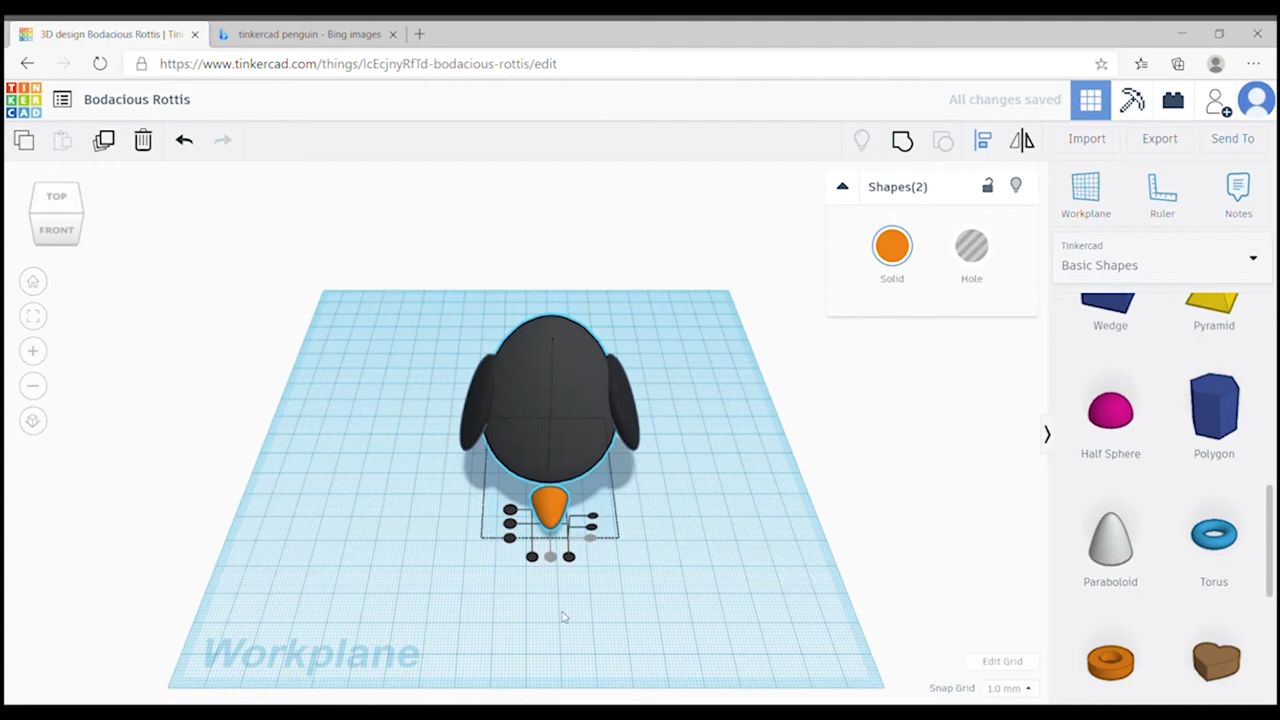 3D design Bodacious Rottis | Tin
tinkercad penguin - Bing images
https://www.tinkercad.com/things/lcEcjnyRfTd-bodacious-rottis/edit
TIN
KER
CAD
Bodacious Rottis
All changes saved
Import
Export
Send To
TOP
FRONT
Shapes(2)
Solid
Hole
Workplane
Ruler
Notes
Tinkercad
Basic Shapes
Wedge
Pyramid
Half Sphere
Polygon
Paraboloid
Torus
Workplane
Edit Grid
Snap Grid
1.0 mm